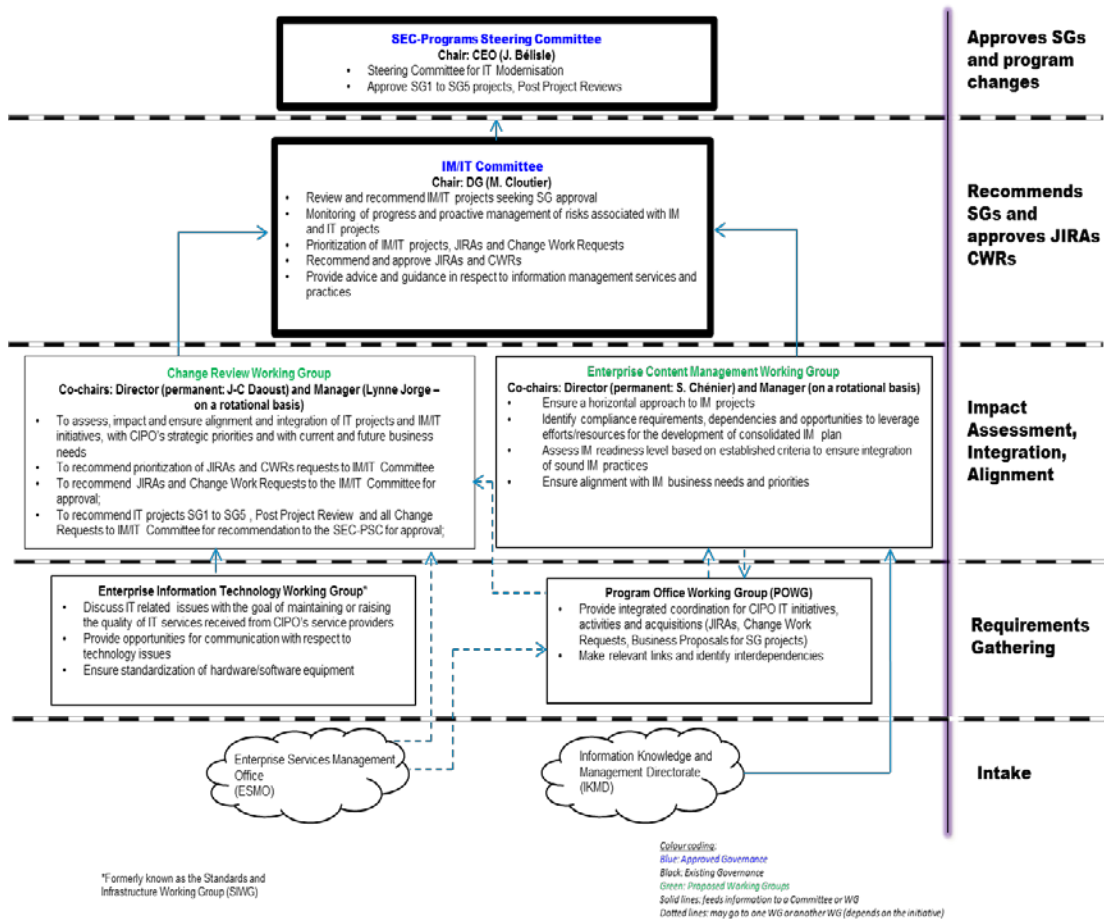 SEC-Programs Steering Committee
Chair: CEO (J. Bélisle)
• Steering Committee for IT Modernisation
• Approve SG1 to SG5 projects, Post Project Reviews
Approves SGs
and program
changes
IM/IT Committee
Chair: DG (M. Cloutier)
• Review and recommend IM/IT projects seeking SG approval
• Monitoring of progress and proactive management of risks associated with IM
and IT projects
• Prioritization of IM/IT projects, JIRAs and Change Work Requests
• Recommend and approve JIRAs and CWRs
• Provide advice and guidance in respect to information management services and
practices
Recommends
SGs and
approves JIRAs
CWRs
Change Review Working Group
Co-chairs: Director (permanent: J-C Daoust) and Manager (Lynne Jorge –
on a rotational basis)
• To assess, impact and ensure alignment and integration of IT projects and IM/IT
initiatives, with CIPO's strategic priorities and with current and future business
needs
• To recommend prioritization of JIRAs and CWRs requests to IM/IT Committee
• To recommend JIRAs and Change Work Requests to the IM/IT Committee for
approval;
• To recommend IT projects SG1 to SG5 , Post Project Review and all Change
Requests to IM/IT Committee for recommendation to the SEC-PSC for approval;
Enterprise Content Management Working Group
Co-chairs: Director (permanent: S. Chénier) and Manager (on a rotational basis)
• Ensure a horizontal approach to IM projects
• Identify compliance requirements, dependencies and opportunities to leverage
efforts/resources for the development of consolidated IM plan
• Assess IM readiness level based on established criteria to ensure integration
of sound IM practices
• Ensure alignment with IM business needs and priorities
Impact
Assessment,
Integration,
Alignment
Enterprise Information Technology Working Group*
• Discuss IT related issues with the goal of maintaining or raising
the quality of IT services received from CIPO's service providers
• Provide opportunities for communication with respect to
technology issues
• Ensure standardization of hardware/software equipment
Program Office Working Group (POWG)
• Provide integrated coordination for CIPO IT initiatives,
activities and acquisitions (JIRAs, Change Work
Requests, Business Proposals for SG projects)
• Make relevant links and identify interdependencies
Requirements
Gathering
Enterprise Services Management
Office
(ESMO)
Information Knowledge and
Management Directorate
(IKMD)
Intake
*Formerly known as the Standards and
Infrastructure Working Group (SIWG)
Colour coding:
Blue: Approved Governance
Black: Existing Governance
Green: Proposed Working Groups
Solid lines: feeds information to a Committee or WG
Dotted lines: may go to one WG or another WG (depends on the initiative)